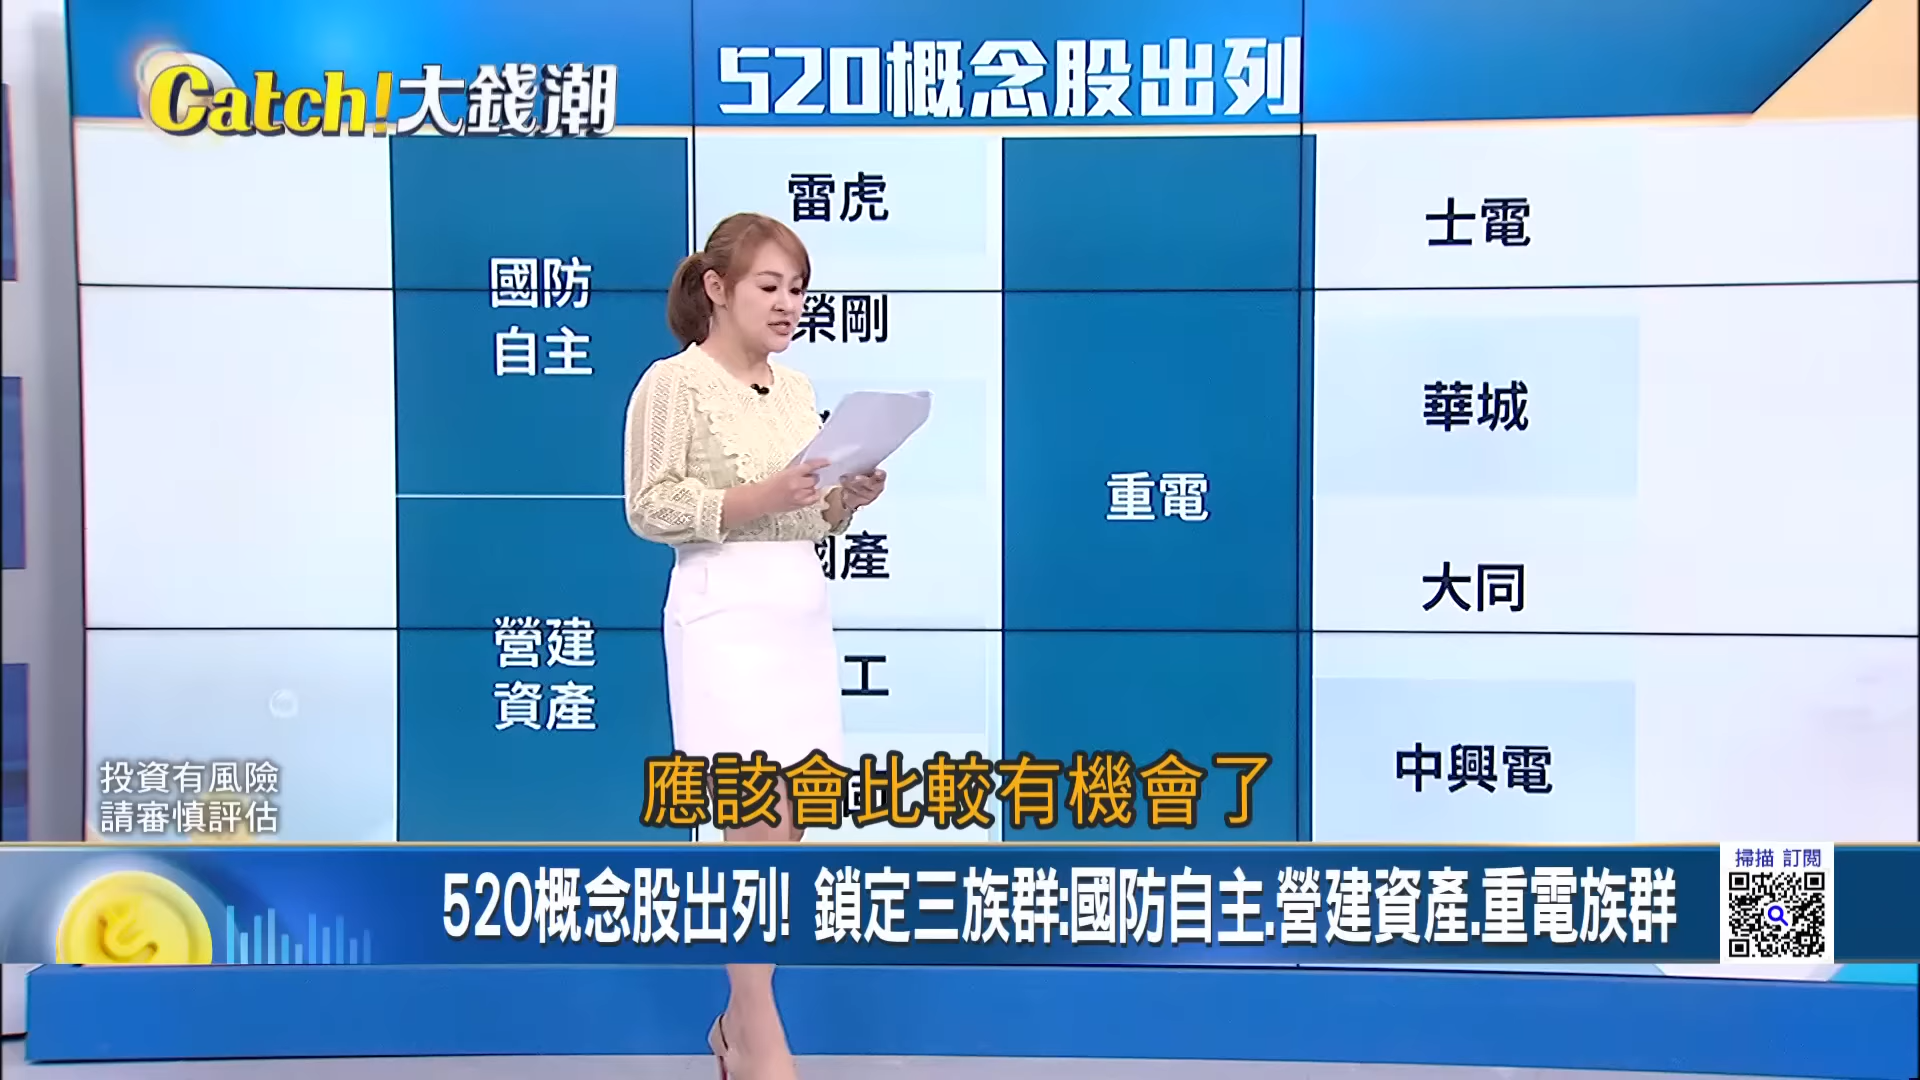 Catch!大錢潮
520概念股出列
國防
自主
雷虎
榮剛
國產
工
營建
資產
重電
士電
華城
大同
中興電
投資有風險
請審慎評估
應該會比較有機會了
520概念股出列! 鎖定三族群:國防自主.營建資產.重電族群
掃描 訂閱